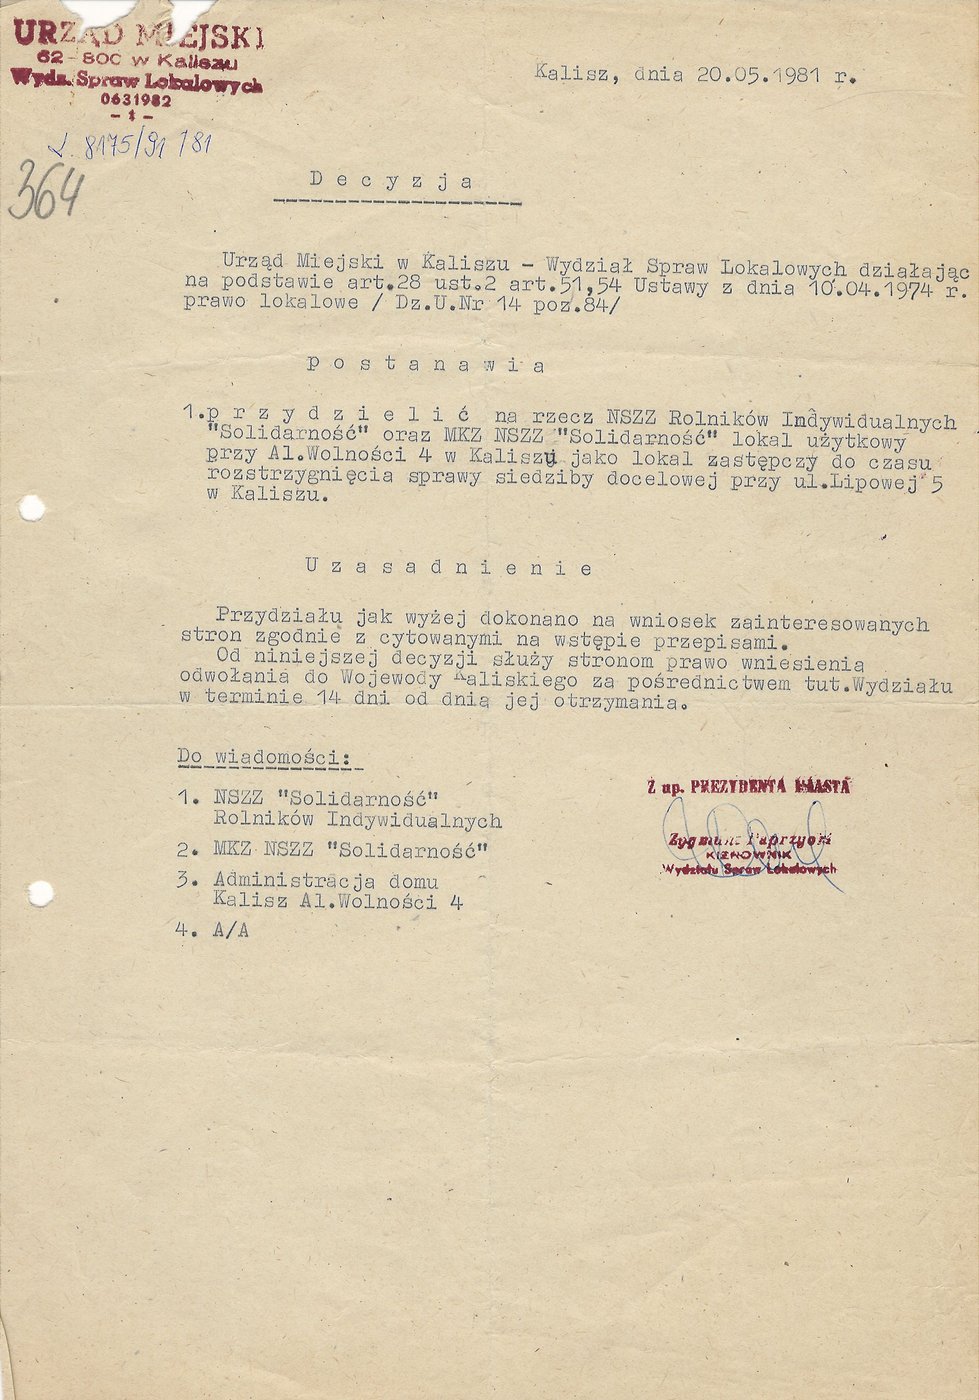 URZĄD MIEJSKI
62-800 w Kaliszu
Wydz. Spraw Lokalowych
0631982
- 1 -
L. 8175/91/81
364
Kalisz, dnia 20.05.1981 r.
Decyzja
Urząd Miejski w Kaliszu - Wydział Spraw Lokalowych działając
na podstawie art.28 ust.2 art.51,54 Ustawy z dnia 10.04.1974 r.
prawo lokalowe / Dz.U.Nr 14 poz.84/
postanawia
1.przydzielić na rzecz NSZZ Rolników Indywidualnych
"Solidarność" oraz MKZ NSZZ "Solidarność" lokal użytkowy
przy Al.Wolności 4 w Kaliszu jako lokal zastępczy do czasu
rozstrzygnięcia sprawy siedziby docelowej przy ul.Lipowej 5
w Kaliszu.
Uzasadnienie
Przydziału jak wyżej dokonano na wniosek zainteresowanych
stron zgodnie z cytowanymi na wstępie przepisami.
Od niniejszej decyzji służy stronom prawo wniesienia
odwołania do Wojewody Kaliskiego za pośrednictwem tut.Wydziału
w terminie 14 dni od dnia jej otrzymania.
Do wiadomości:
1. NSZZ "Solidarność"
Rolników Indywidualnych
2. MKZ NSZZ "Solidarność"
3. Administracja domu
Kalisz Al.Wolności 4
4. A/A
Z up. PREZYDENTA MIASTA
Zygmunt
KIEROWNIK
Wydziału Spraw Lokalowych